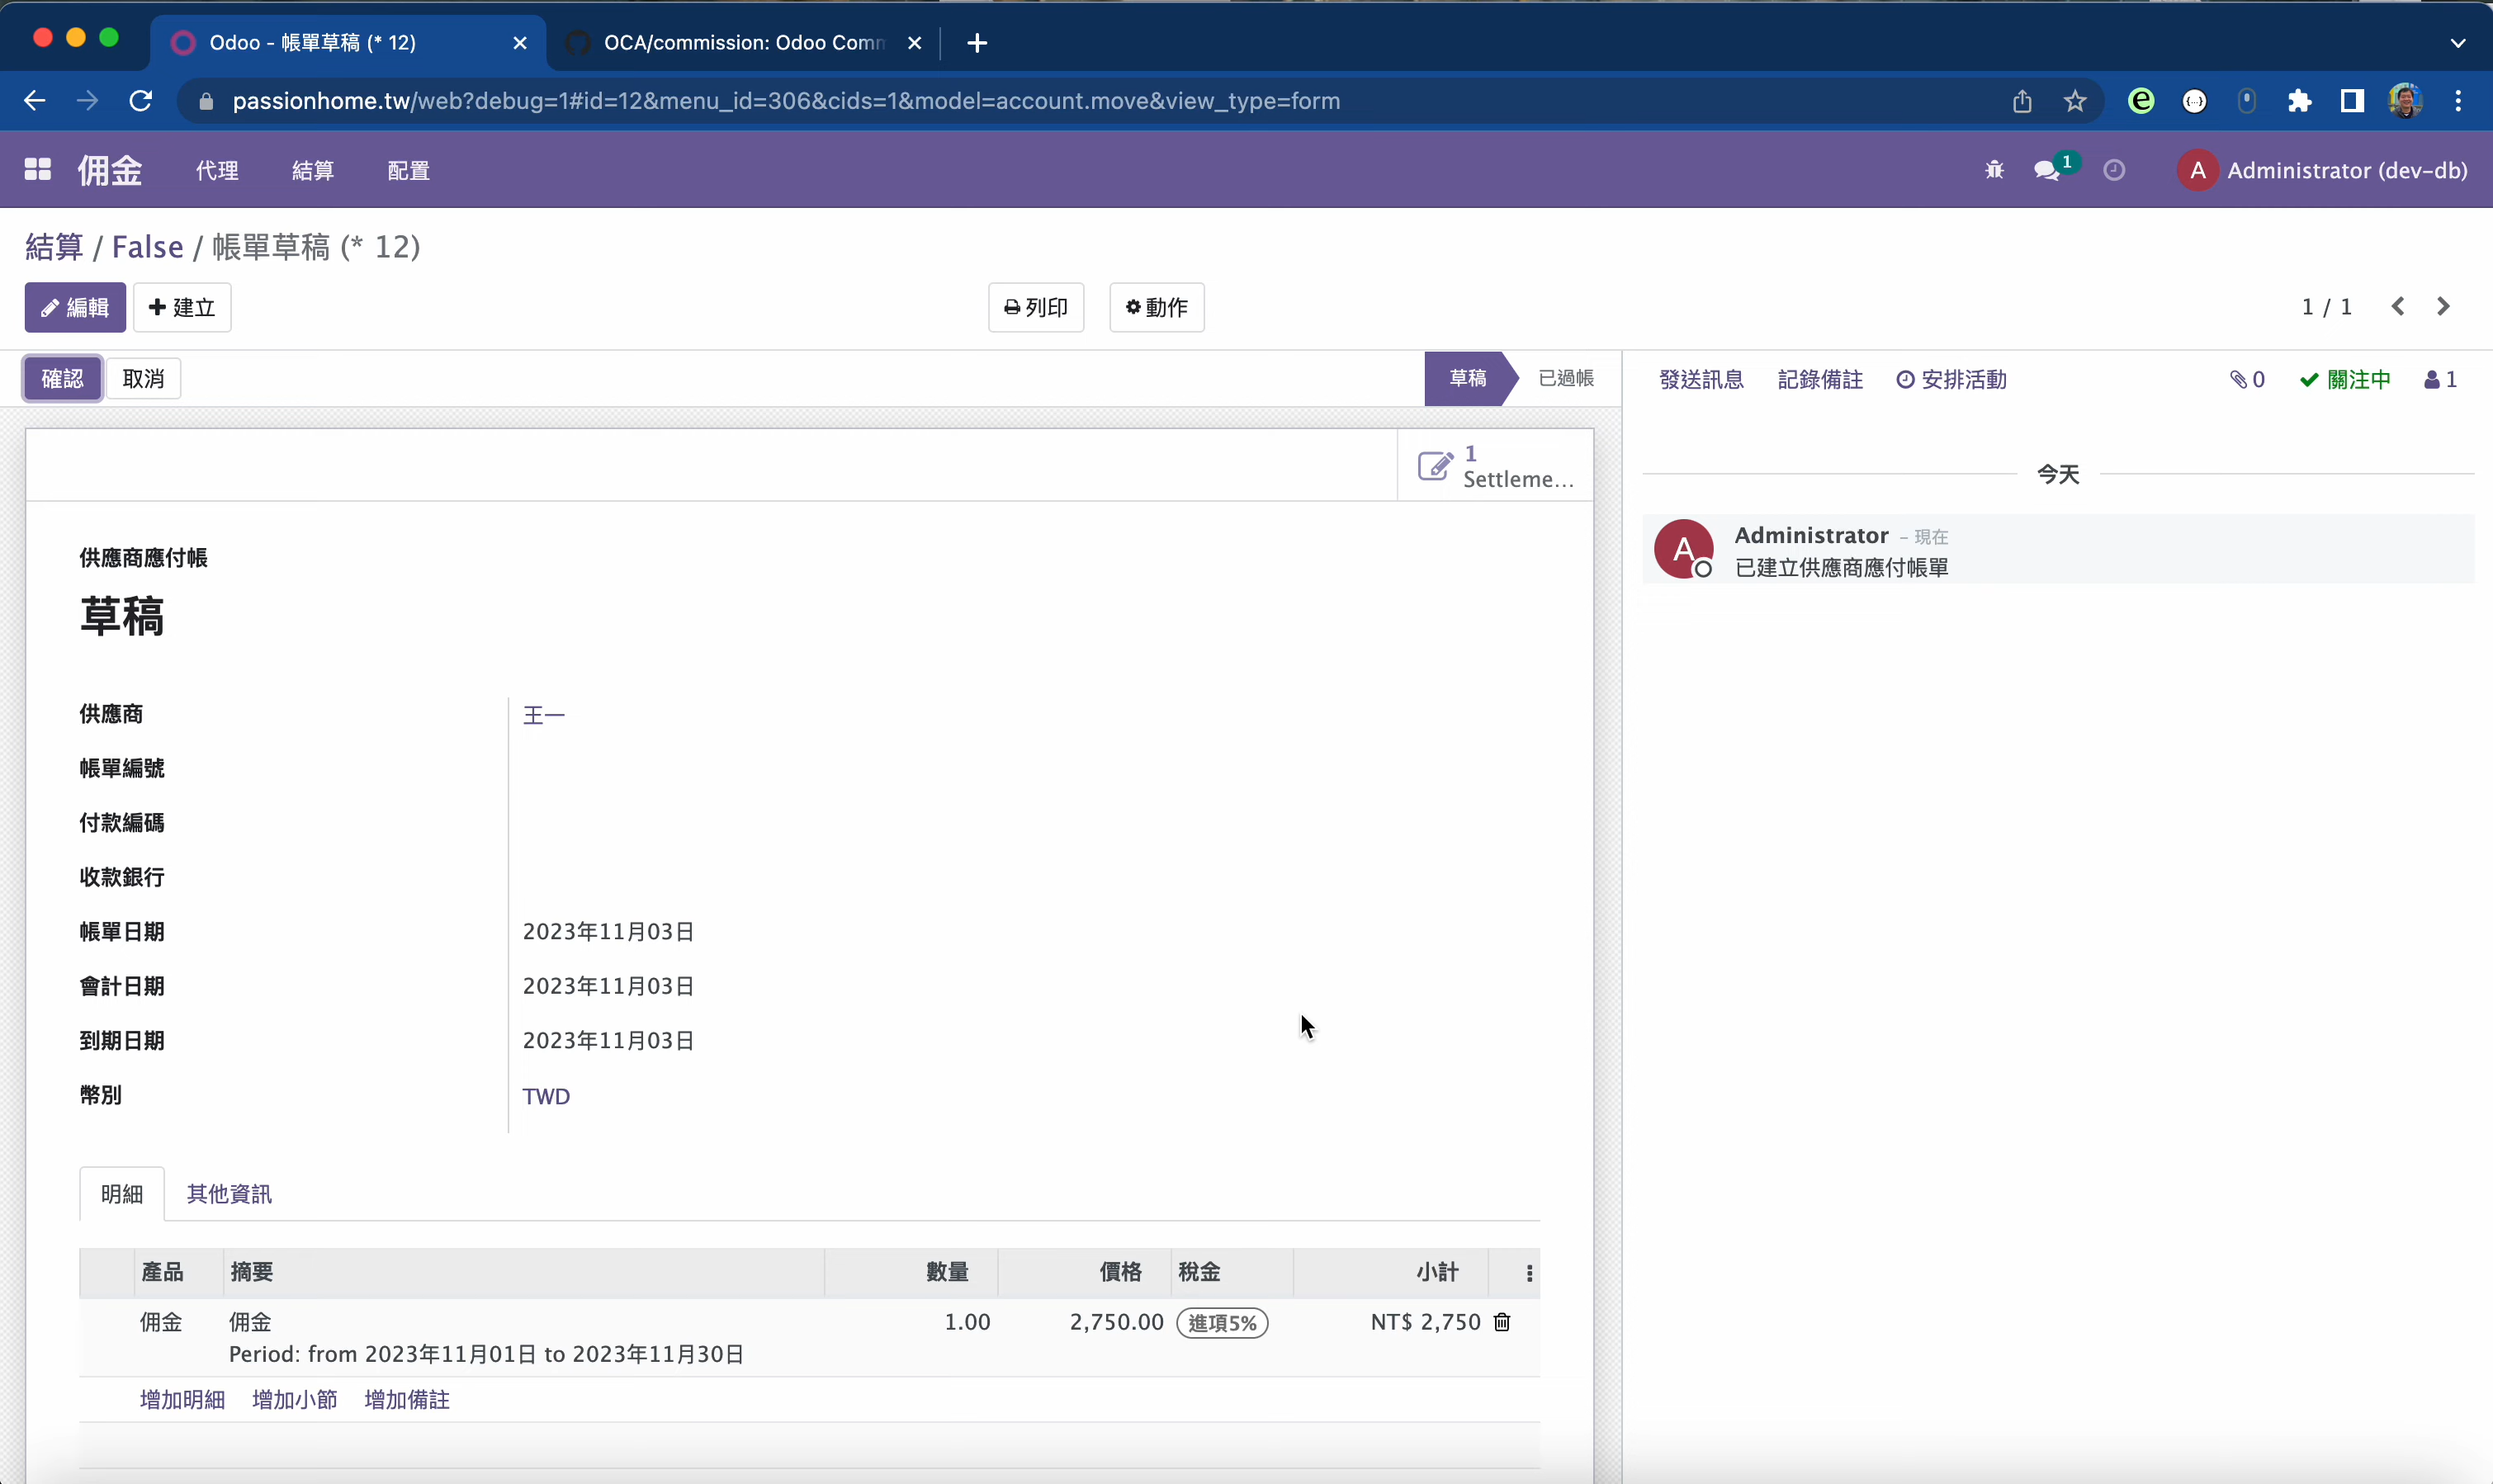 Odoo - 帳單草稿 (* 12)
OCA/commission: Odoo Comm
passionhome.tw/web?debug=1#id=12&menu_id=306&cids=1&model=account.move&view_type=form
佣金 代理 結算 配置
1
A Administrator (dev-db)
結算 / False / 帳單草稿 (* 12)
編輯 建立 列印 動作 1 / 1
確認 取消 草稿 已過帳
發送訊息 記錄備註 安排活動 0 關注中 1
1
Settleme...
今天
A Administrator - 現在
已建立供應商應付帳單
供應商應付帳
草稿
供應商 王一
帳單編號
付款編碼
收款銀行
帳單日期 2023年11月03日
會計日期 2023年11月03日
到期日期 2023年11月03日
幣別 TWD
明細 其他資訊
產品 摘要 數量 價格 稅金 小計
佣金 佣金 1.00 2,750.00 進項5% NT$ 2,750
Period: from 2023年11月01日 to 2023年11月30日
增加明細 增加小節 增加備註